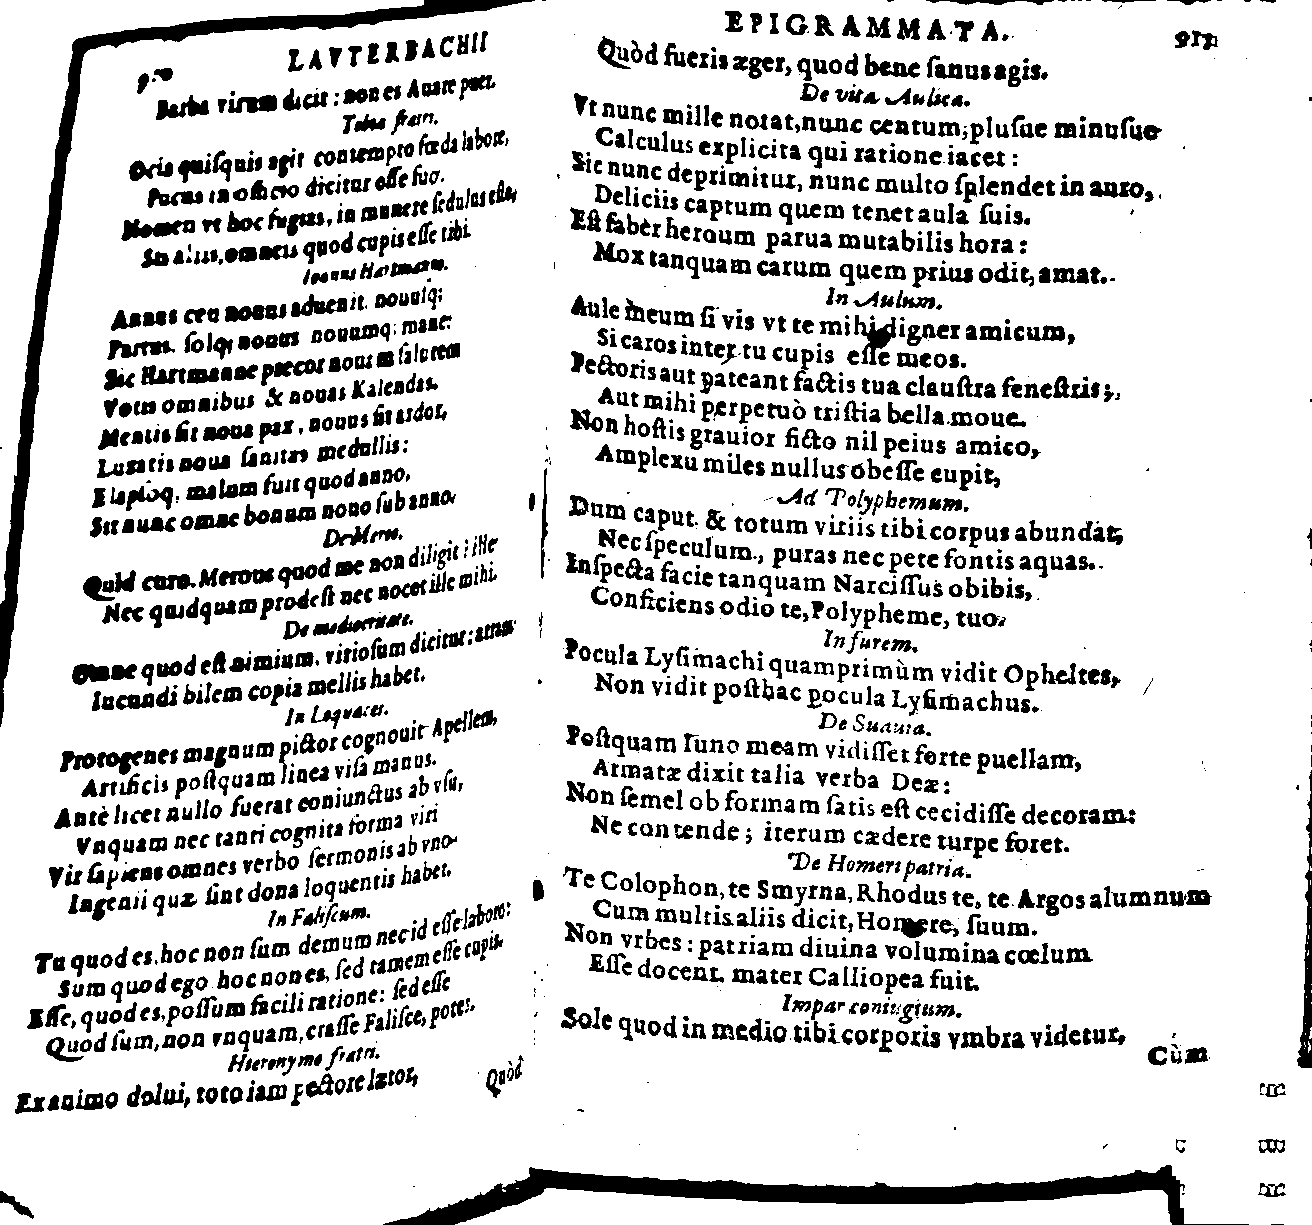 LAVTERBACHII
Barba virum dicit: non es Auare puer.
Tobiæ fratri.
Ocia quisquis agit contempto fœda labore,
Fucus in officio dicitur esse suo.
Nomen vt hoc fugias, in munere sedulus esto,
Sis alijs, omneis quod cupis esse tibi.
Ioanni Hartmanno.
Annus ceu nouus aduenit, nouusq;
Partus, solq; nouus nouumq; mane:
Sic Hartmanne precor nouam salutem
Votis omnibus & nouas Kalendas.
Mentis sit noua pax, nouus sit ardor,
Lassatis noua sanitas medullis:
Elapsoq, malum fuit quod anno,
Sit nunc omne bonum nouo sub anno.
De Mero.
Quid curo. Merous quod me non diligit? ille
Nec quidquam prodest nec nocet ille mihi.
De mediocritate.
Omne quod est nimium, vitiosum dicitur: atram
Iucundi bilem copia mellis habet.
In Loquaces.
Protogenes magnum pictor cognouit Apellem,
Artificis postquam linea visa manus.
Antè licet nullo fuerat coniunctus ab vsu,
Vnquam nec tanti cognita forma viri
Vir sapiens omnes verbo sermonis ab vno
Ingenii quæ sint dona loquentis habet.
In Faliscum.
Tu quod es, hoc non sum demum nec id esse laboro:
Sum quod ego hoc non es, sed tamem esse cupis.
Esse, quod es, possum facili ratione: sed esse
Quod sum, non vnquam, crasse Falisce, potes.
Hieronymo fratri.
Ex animo dolui, toto iam pectore lætor,
Quòd
EPIGRAMMATA.
913
Quòd fueris æger, quod bene sanus agis.
De vita Aulica.
Vt nunc mille notat, nunc centum, plusue minusue
Calculus explicita qui ratione iacet:
Sic nunc deprimitur, nunc multo splendet in auro,
Deliciis captum quem tenet aula suis.
Est faber heroum parua mutabilis hora:
Mox tanquam carum quem prius odit, amat.
In Aulum.
Aule meum si vis vt te mihi digner amicum,
Si caros inter tu cupis esse meos.
Pectoris aut pateant factis tua claustra fenestris;
Aut mihi perpetuò tristia bella moue.
Non hostis grauior ficto nil peius amico,
Amplexu miles nullus obesse cupit,
Ad Polyphemum.
Dum caput & totum vitiis tibi corpus abundat,
Nec speculum, puras nec pete fontis aquas.
Inspecta facie tanquam Narcissus obibis,
Conficiens odio te, Polypheme, tuo.
In furem.
Pocula Lysimachi quamprimùm vidit Opheltes,
Non vidit posthac pocula Lysimachus.
De Suauia.
Postquam Iuno meam vidisset forte puellam,
Armatæ dixit talia verba Deæ:
Non semel ob formam satis est cecidisse decoram:
Ne contende; iterum cædere turpe foret.
De Homeri patria.
Te Colophon, te Smyrna, Rhodus te, te Argos alumnum
Cum multis aliis dicit, Homere, suum.
Non vrbes: patriam diuina volumina cœlum
Esse docent. mater Calliopea fuit.
Impar coniugium.
Sole quod in medio tibi corporis vmbra videtur,
Cùm